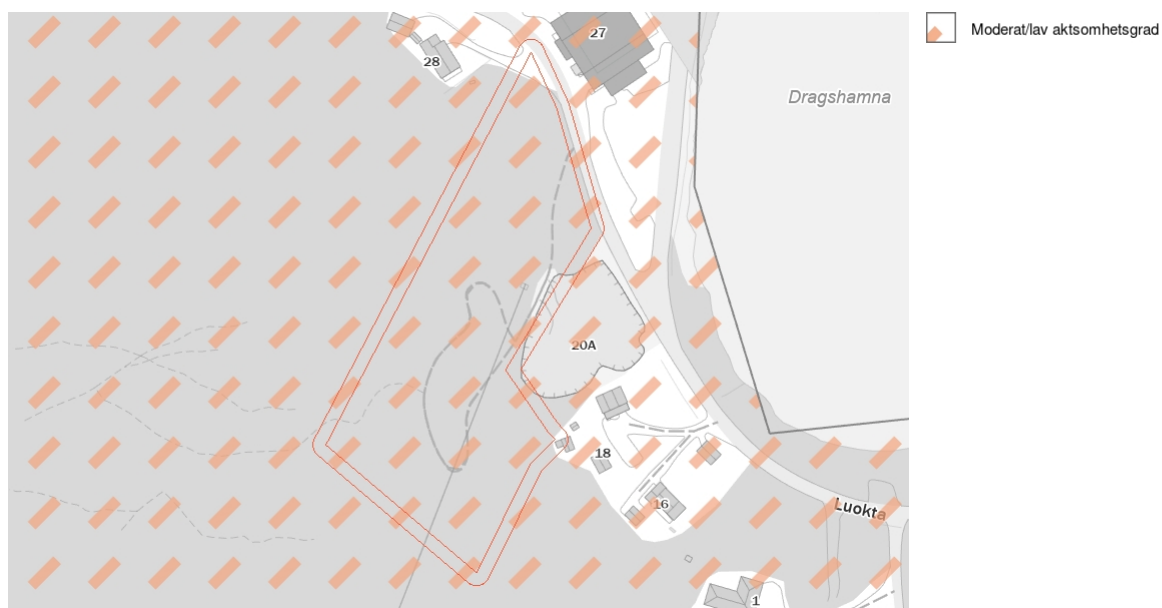 Moderat/lav aktsomhetsgrad
27
28
Dragshamna
20A
18
16
Luokta
1